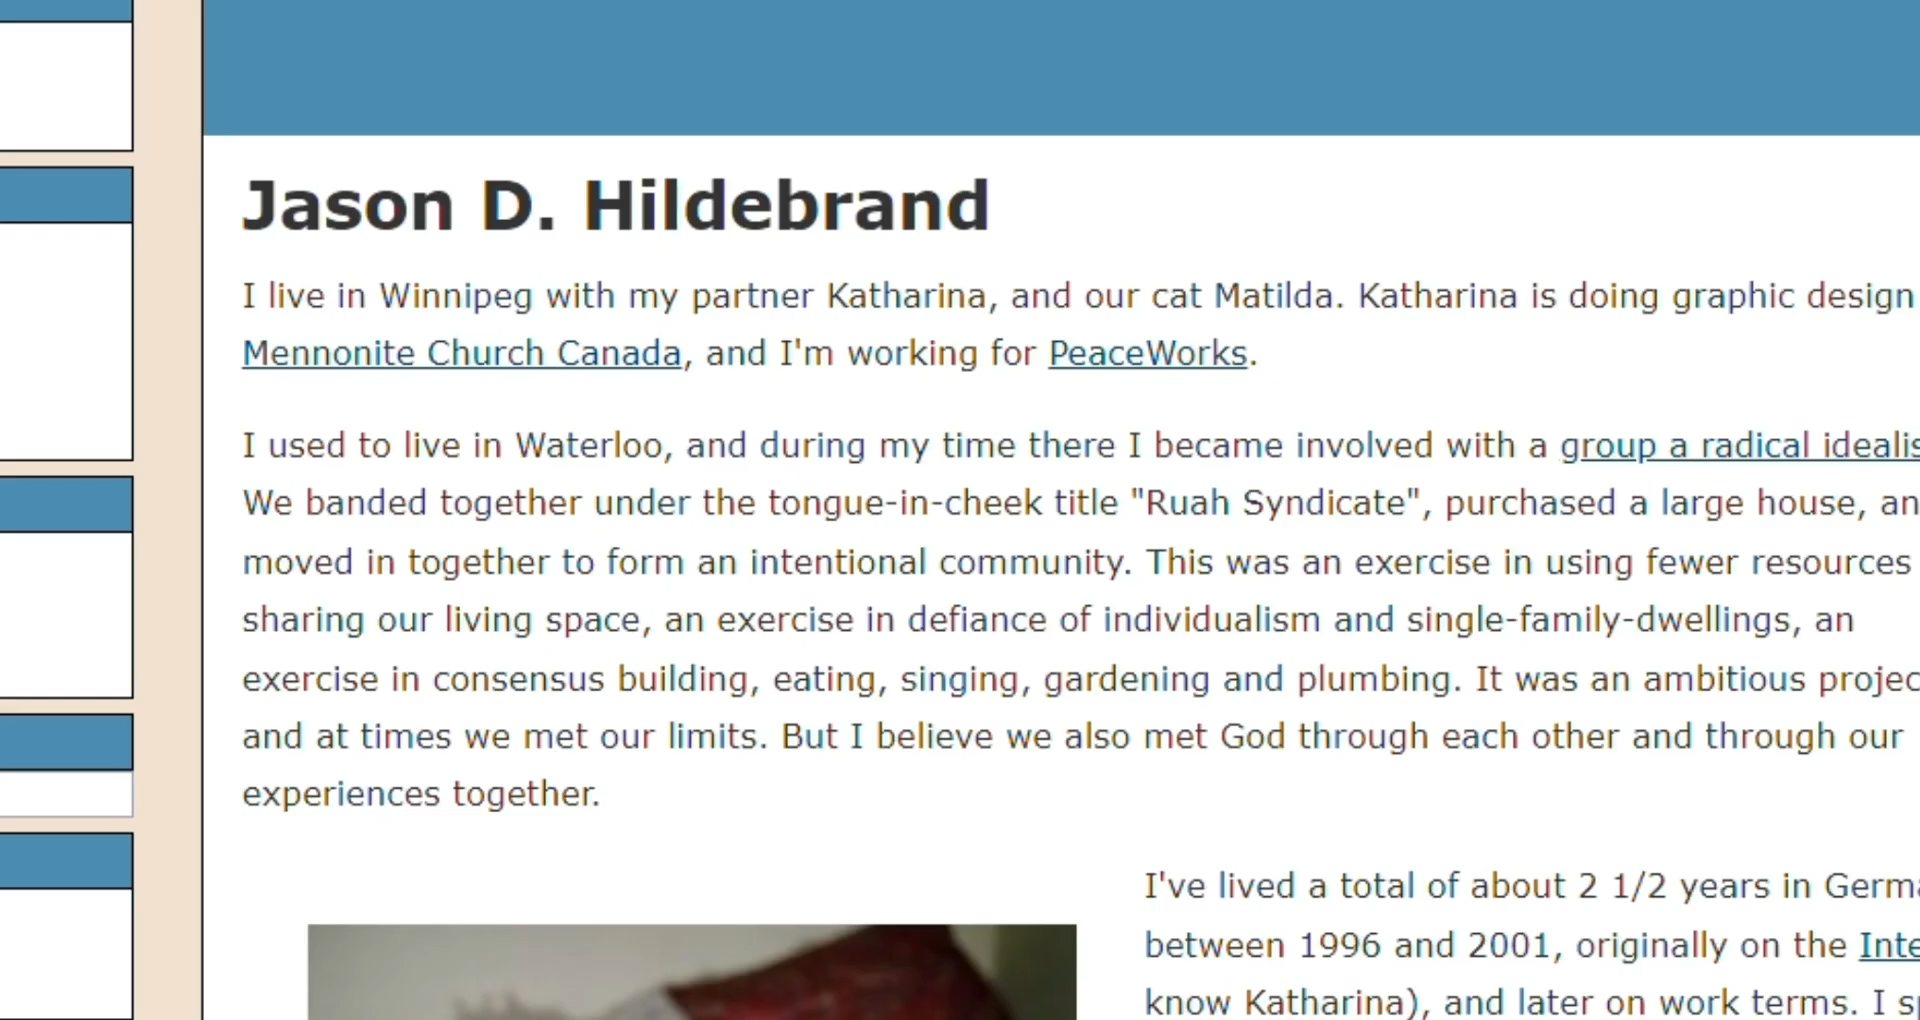 Jason D. Hildebrand
I live in Winnipeg with my partner Katharina, and our cat Matilda. Katharina is doing graphic design
Mennonite Church Canada, and I'm working for PeaceWorks.
I used to live in Waterloo, and during my time there I became involved with a group a radical idealis
We banded together under the tongue-in-cheek title "Ruah Syndicate", purchased a large house, an
moved in together to form an intentional community. This was an exercise in using fewer resources
sharing our living space, an exercise in defiance of individualism and single-family-dwellings, an
exercise in consensus building, eating, singing, gardening and plumbing. It was an ambitious projec
and at times we met our limits. But I believe we also met God through each other and through our
experiences together.
I've lived a total of about 2 1/2 years in Germa
between 1996 and 2001, originally on the Inte
know Katharina), and later on work terms. I sp